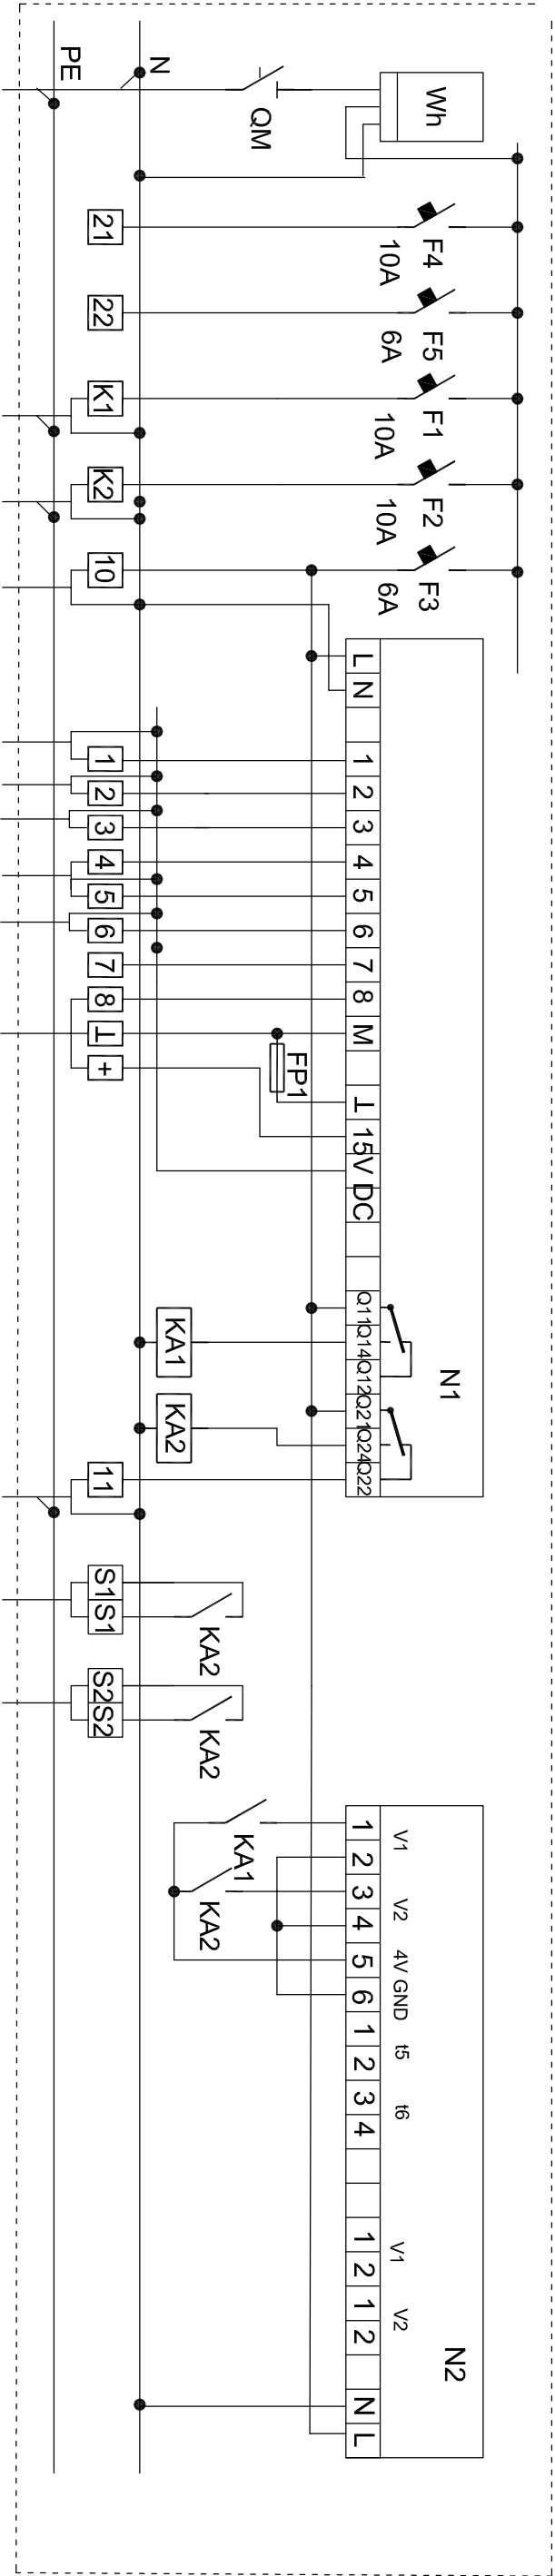 PE
N
QM
Wh
21
F4
10A
22
F5
6A
K1
F1
10A
K2
F2
10A
10
F3
6A
L
N
1
2
3
4
5
6
7
8
M
⊥
15V DC
1
2
3
4
5
6
7
8
⊥
+
FP1
Q11
Q14
Q12
Q21
Q24
Q22
N1
KA1
KA2
11
S1
S1
KA2
S2
S2
KA2
KA1
KA2
1
2
3
4
5
6
1
2
3
4
1
2
1
2
N
L
V1
V2
4V GND
t5
t6
V1
V2
N2